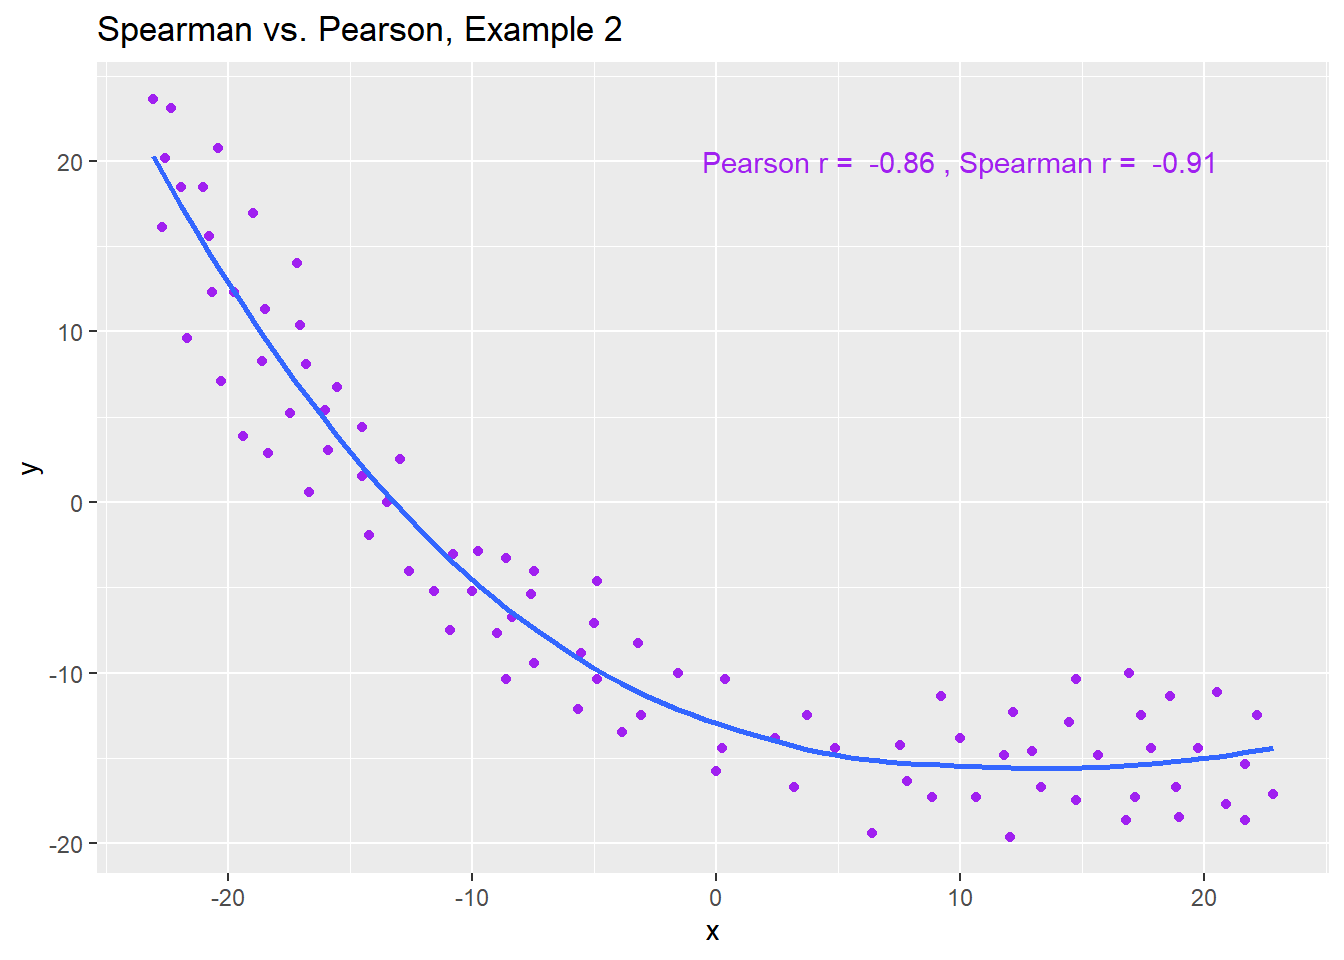 Spearman vs. Pearson, Example 2
Pearson r =  -0.86 , Spearman r =  -0.91
20
10
0
-10
-20
y
-20 -10 0 10 20
x